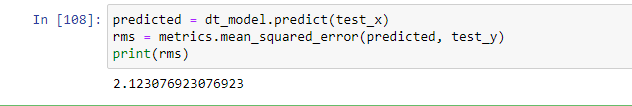 In [108]: predicted = dt_model.predict(test_x)
rms = metrics.mean_squared_error(predicted, test_y)
print(rms)
2.123076923076923